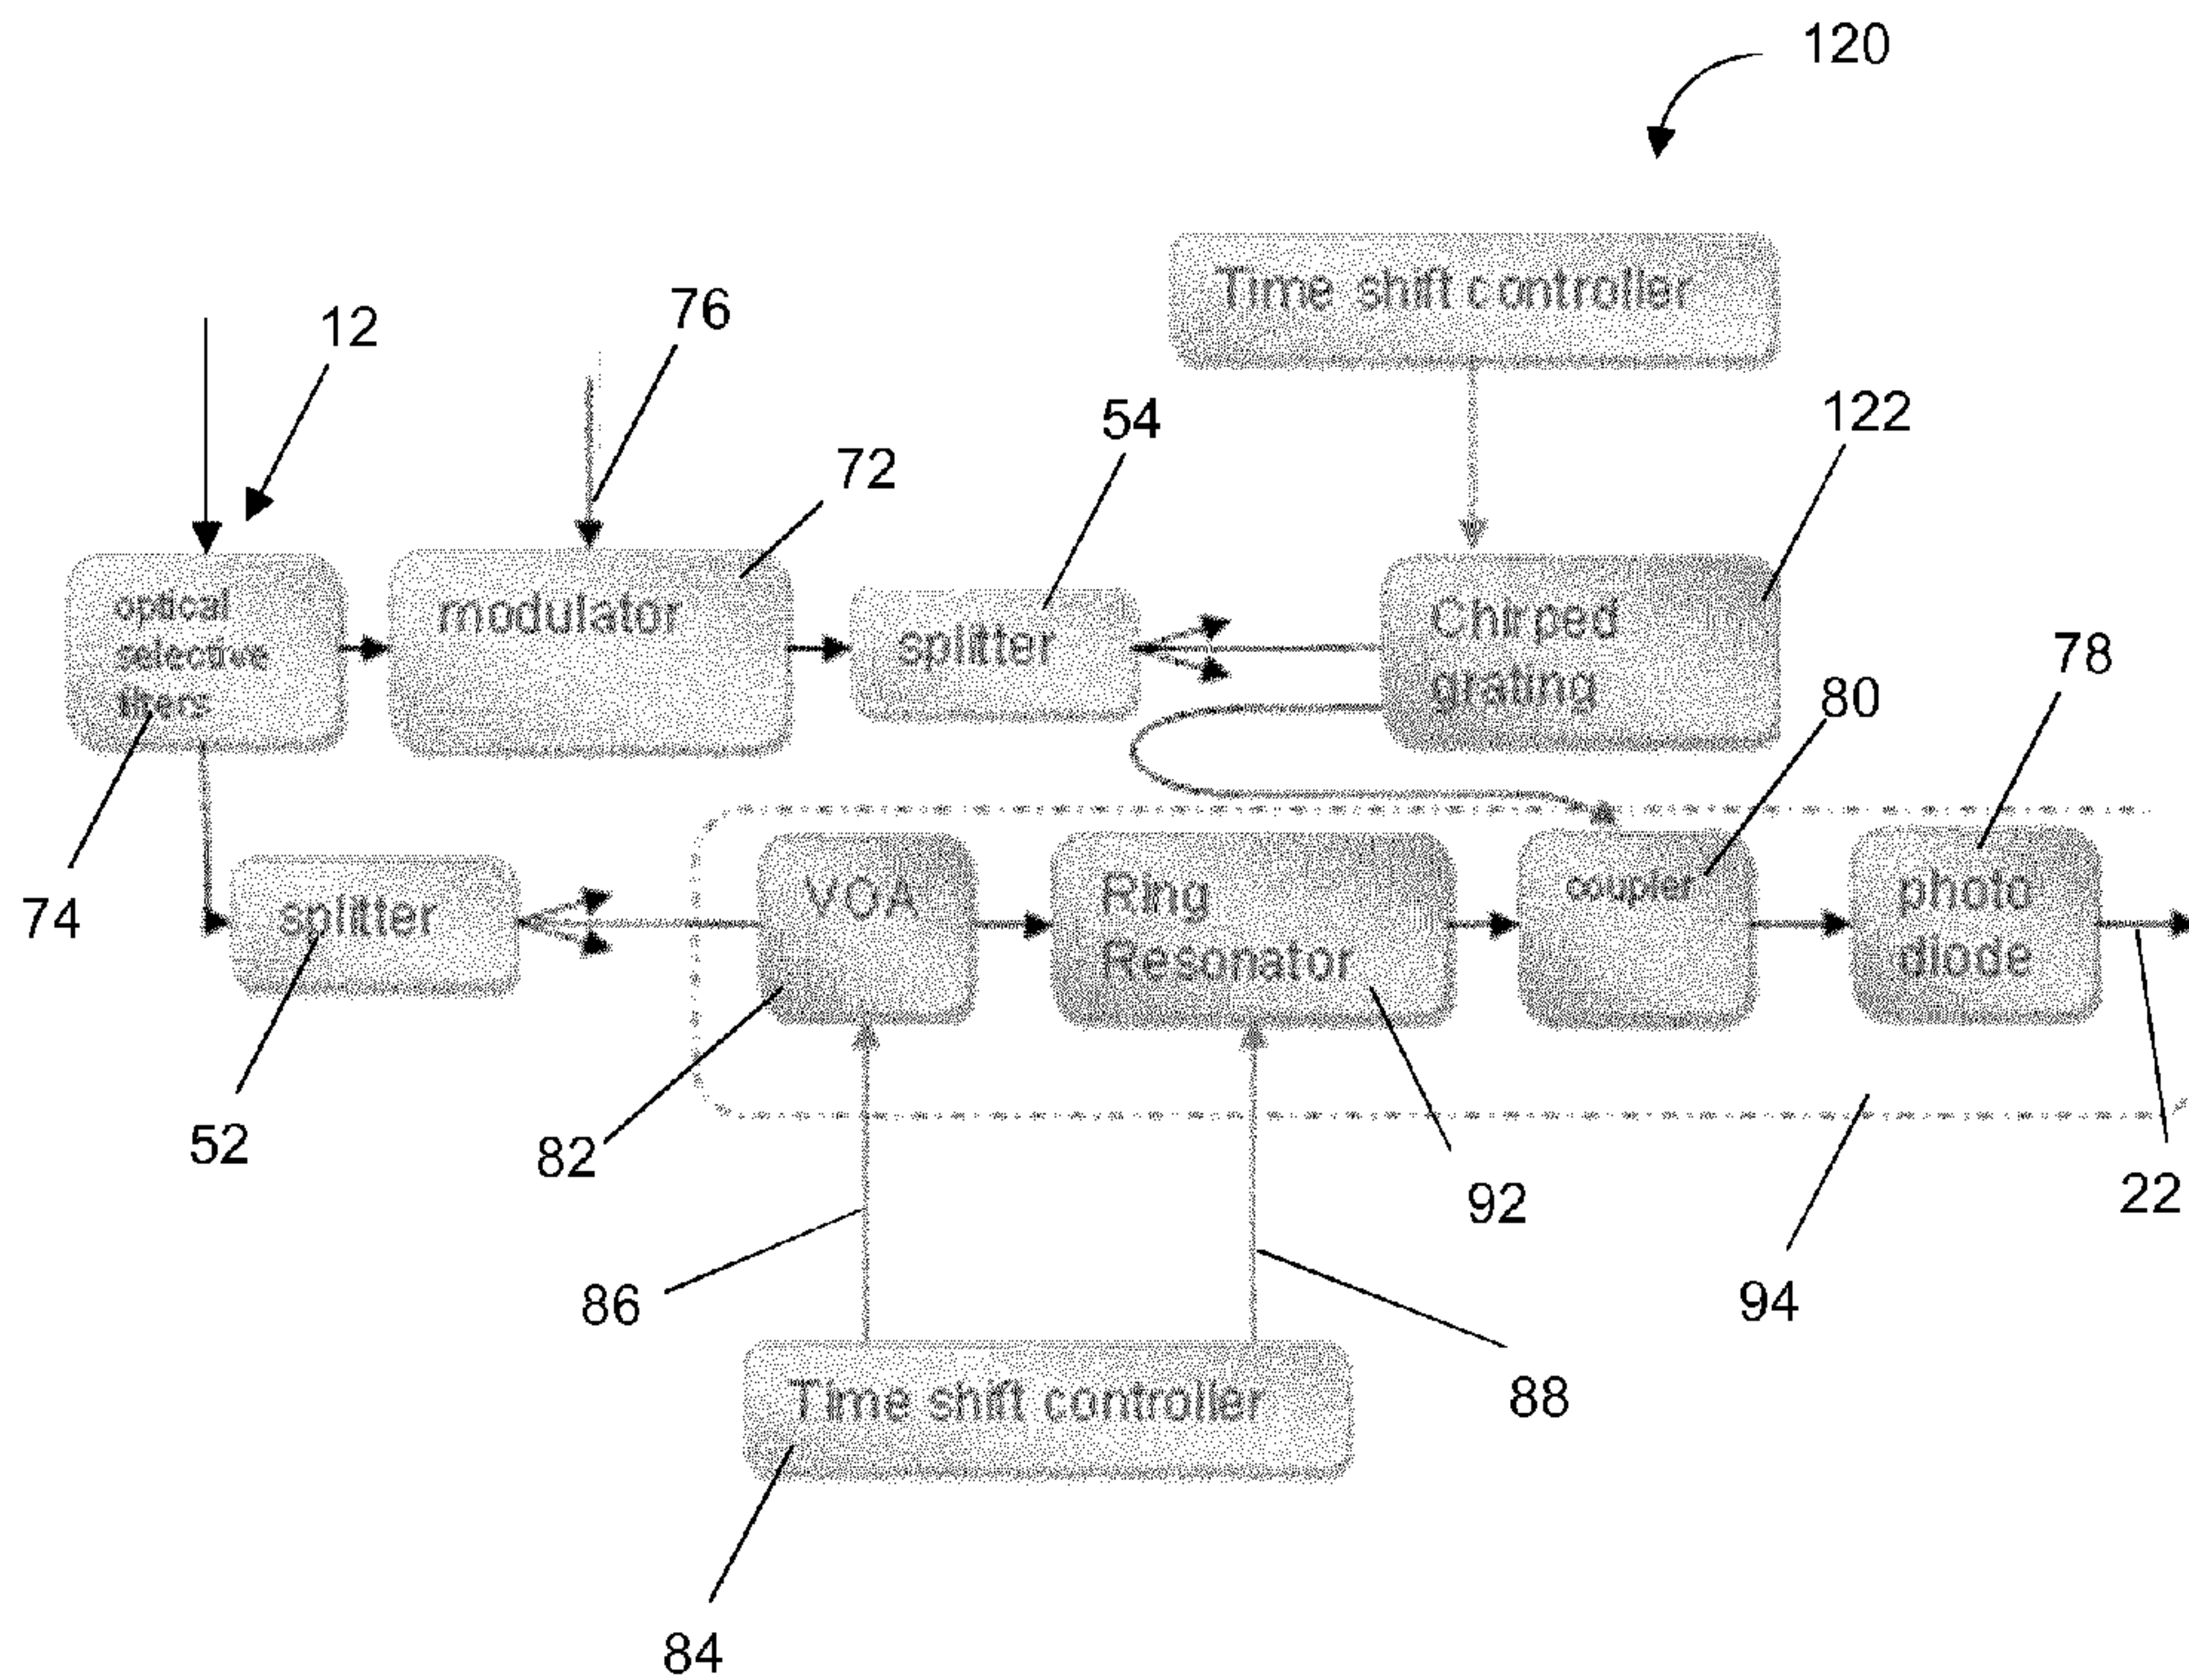 120
Time shift controller
12
76
54
122
72
optical
selective
filters
modulator
splitter
Chirped
grating
78
80
74
splitter
VOA
Ring
Resonator
coupler
photo
diode
52
82
92
22
86
94
88
Time shift controller
84